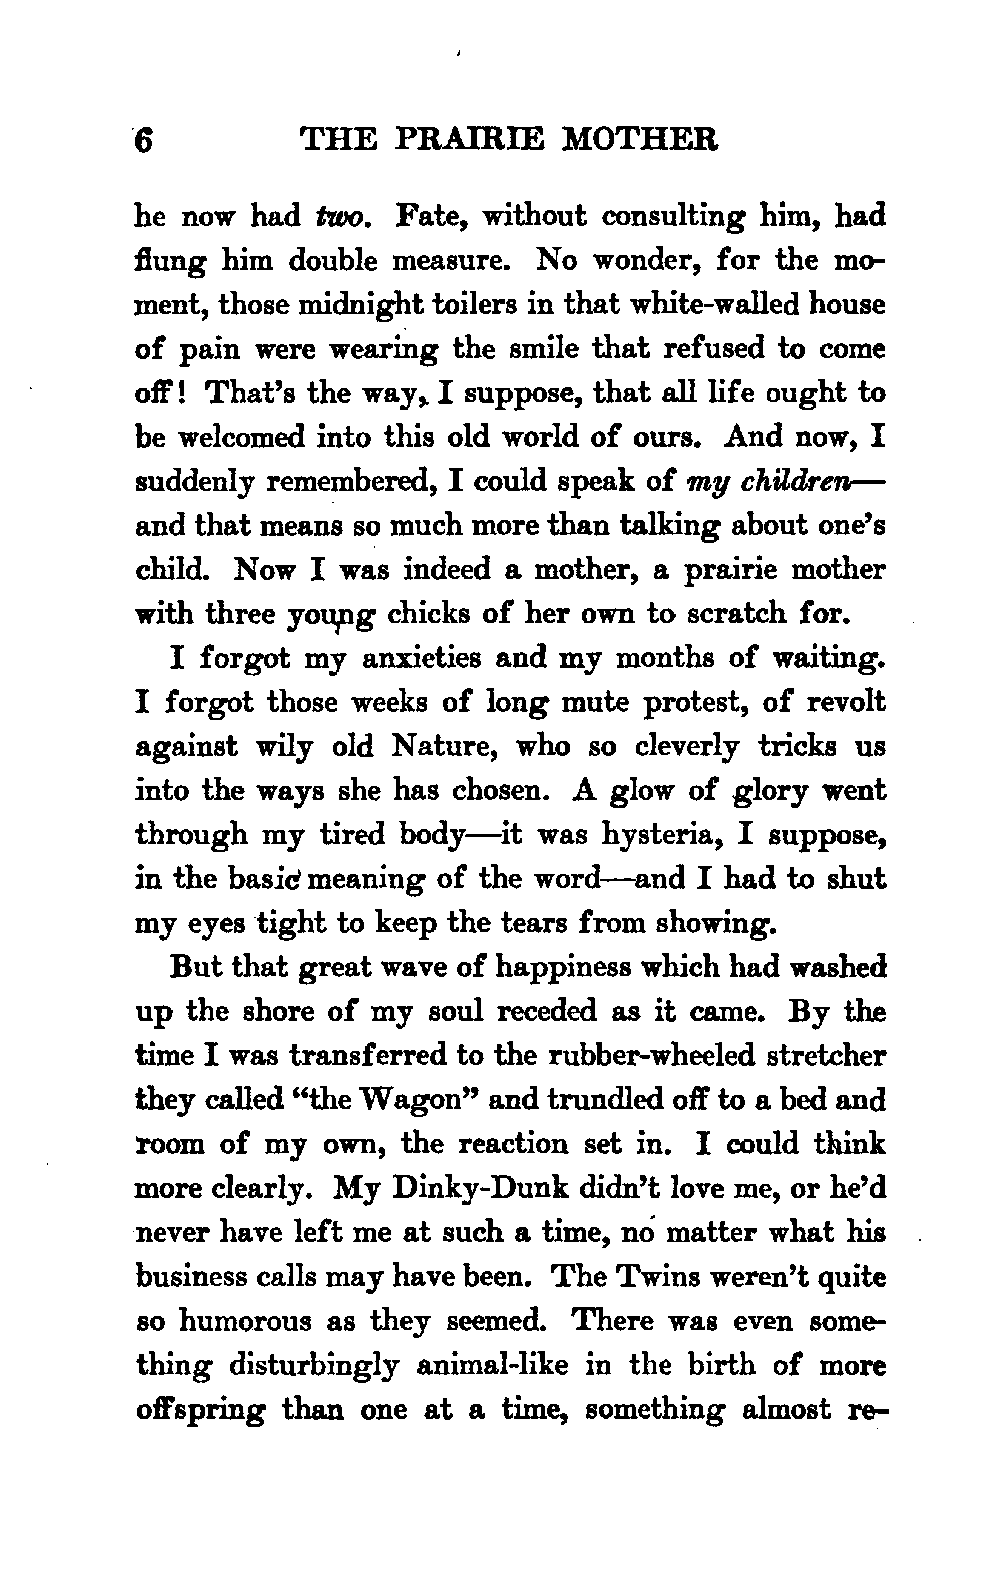 6 THE PRAIRIE MOTHER
he now had two. Fate, without consulting him, had
flung him double measure. No wonder, for the mo-
ment, those midnight toilers in that white-walled house
of pain were wearing the smile that refused to come
off! That's the way, I suppose, that all life ought to
be welcomed into this old world of ours. And now, I
suddenly remembered, I could speak of my children—
and that means so much more than talking about one's
child. Now I was indeed a mother, a prairie mother
with three young chicks of her own to scratch for.
I forgot my anxieties and my months of waiting.
I forgot those weeks of long mute protest, of revolt
against wily old Nature, who so cleverly tricks us
into the ways she has chosen. A glow of glory went
through my tired body—it was hysteria, I suppose,
in the basic meaning of the word—and I had to shut
my eyes tight to keep the tears from showing.
But that great wave of happiness which had washed
up the shore of my soul receded as it came. By the
time I was transferred to the rubber-wheeled stretcher
they called "the Wagon" and trundled off to a bed and
room of my own, the reaction set in. I could think
more clearly. My Dinky-Dunk didn't love me, or he'd
never have left me at such a time, no matter what his
business calls may have been. The Twins weren't quite
so humorous as they seemed. There was even some-
thing disturbingly animal-like in the birth of more
offspring than one at a time, something almost re-